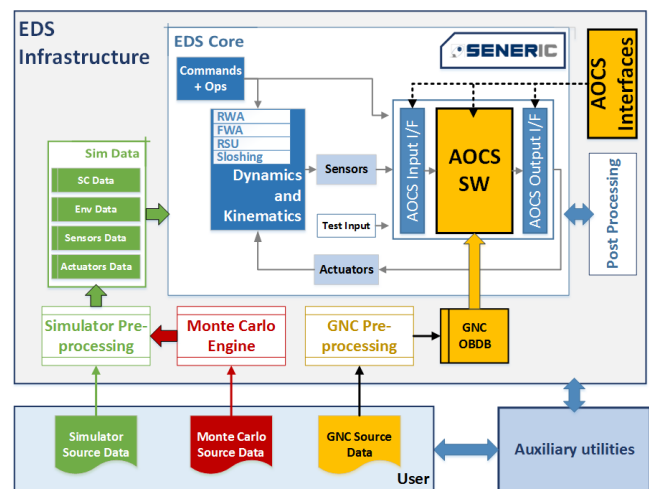 EDS
Infrastructure
EDS Core
SENERIC
Commands
+ Ops
RWA
FWA
RSU
Sloshing
Dynamics
and
Kinematics
Sensors
Test Input
Actuators
AOCS Input I/F
AOCS
SW
AOCS Output I/F
AOCS
Interfaces
Post Processing
Sim Data
SC Data
Env Data
Sensors Data
Actuators Data
Simulator Pre-
processing
Monte Carlo
Engine
GNC Pre-
processing
GNC
OBDB
Simulator
Source Data
Monte Carlo
Source Data
GNC Source
Data
User
Auxiliary utilities